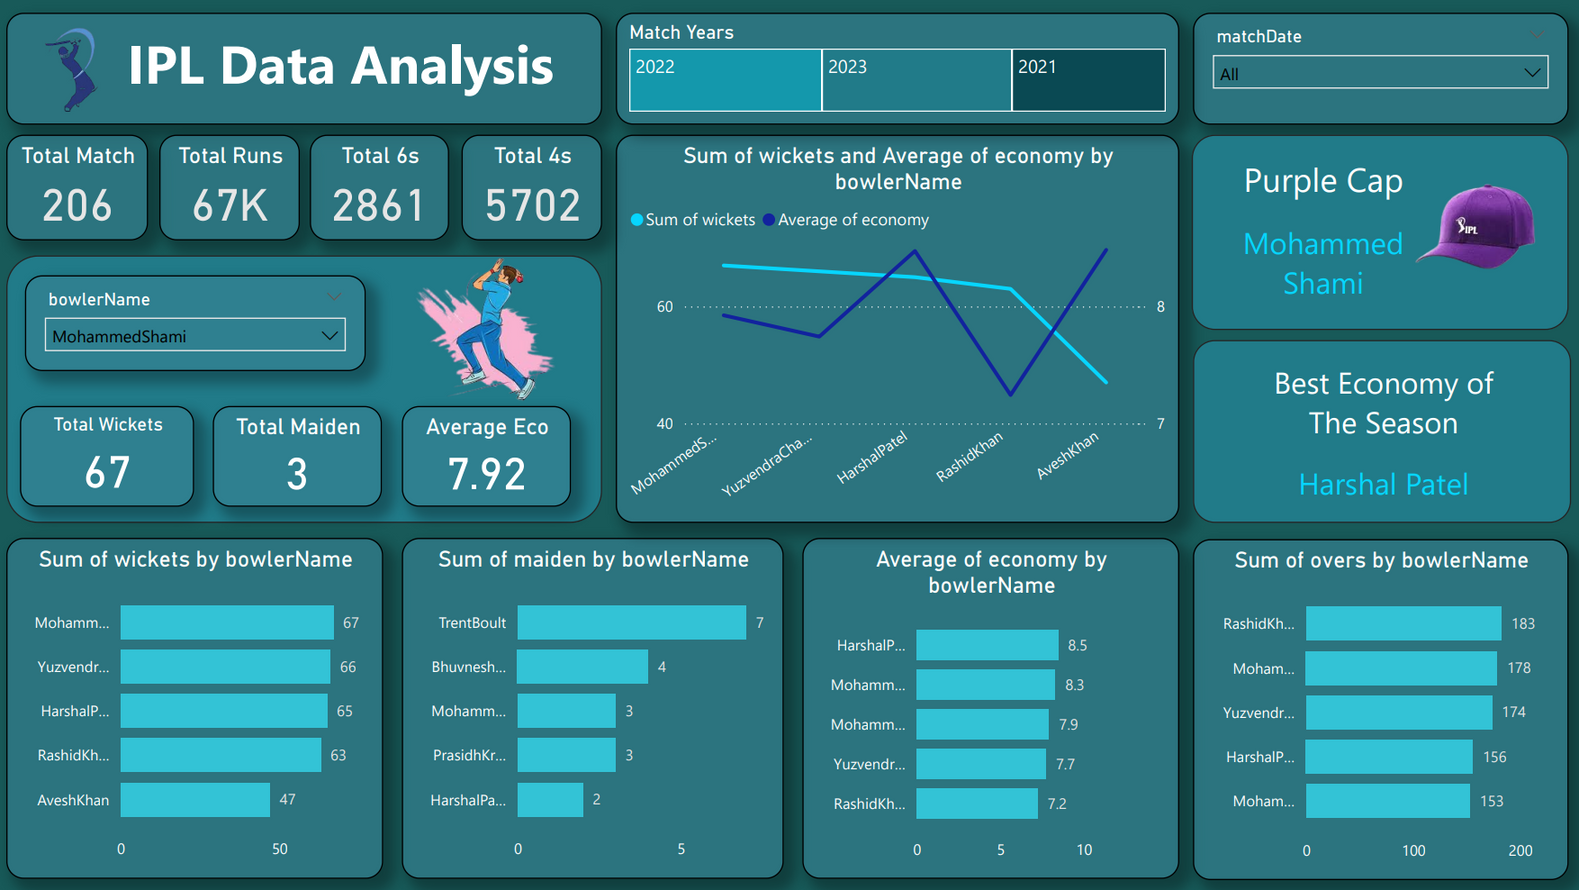 IPL Data Analysis
Match Years
2022
2023
2021
matchDate
All
Total Match
206
Total Runs
67K
Total 6s
2861
Total 4s
5702
bowlerName
MohammedShami
Total Wickets
67
Total Maiden
3
Average Eco
7.92
Sum of wickets and Average of economy by
bowlerName
Sum of wickets
Average of economy
60
40
8
7
MohammedS...
YuzvendraCha...
HarshalPatel
RashidKhan
AveshKhan
Purple Cap
Mohammed
Shami
IPL
Best Economy of
The Season
Harshal Patel
Sum of wickets by bowlerName
Mohamm... 67
Yuzvendr... 66
HarshalP... 65
RashidKh... 63
AveshKhan 47
0 50
Sum of maiden by bowlerName
TrentBoult 7
Bhuvnesh... 4
Mohamm... 3
PrasidhKr... 3
HarshalPa... 2
0 5
Average of economy by
bowlerName
HarshalP... 8.5
Mohamm... 8.3
Mohamm... 7.9
Yuzvendr... 7.7
RashidKh... 7.2
0 5 10
Sum of overs by bowlerName
RashidKh... 183
Moham... 178
Yuzvendr... 174
HarshalP... 156
Moham... 153
0 100 200